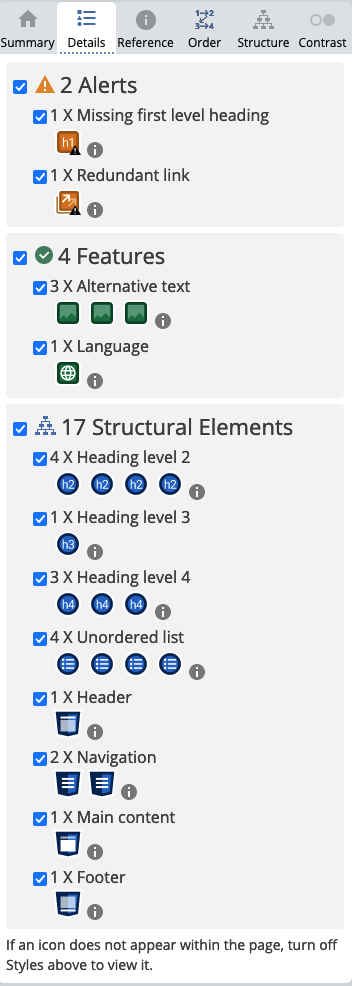 Summary Details Reference Order Structure Contrast
2 Alerts
1 X Missing first level heading
h1
1 X Redundant link
4 Features
3 X Alternative text
1 X Language
17 Structural Elements
4 X Heading level 2
h2 h2 h2 h2
1 X Heading level 3
h3
3 X Heading level 4
h4 h4 h4
4 X Unordered list
1 X Header
2 X Navigation
1 X Main content
1 X Footer
If an icon does not appear within the page, turn off
Styles above to view it.